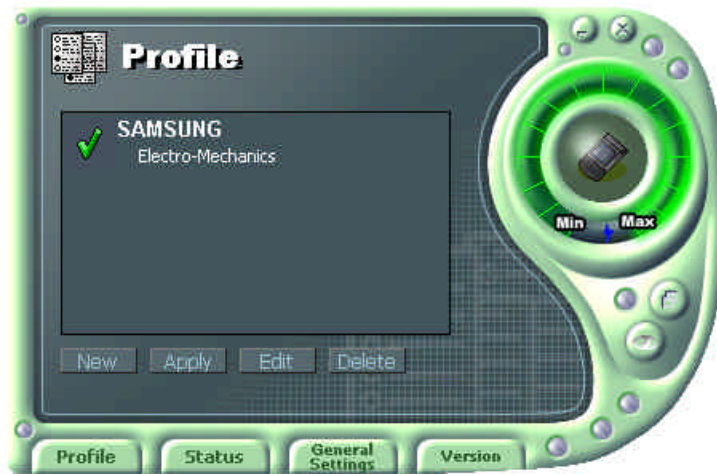 Profile
SAMSUNG
Electro-Mechanics
Min Max
New Apply Edit Delete
Profile Status General Settings Version